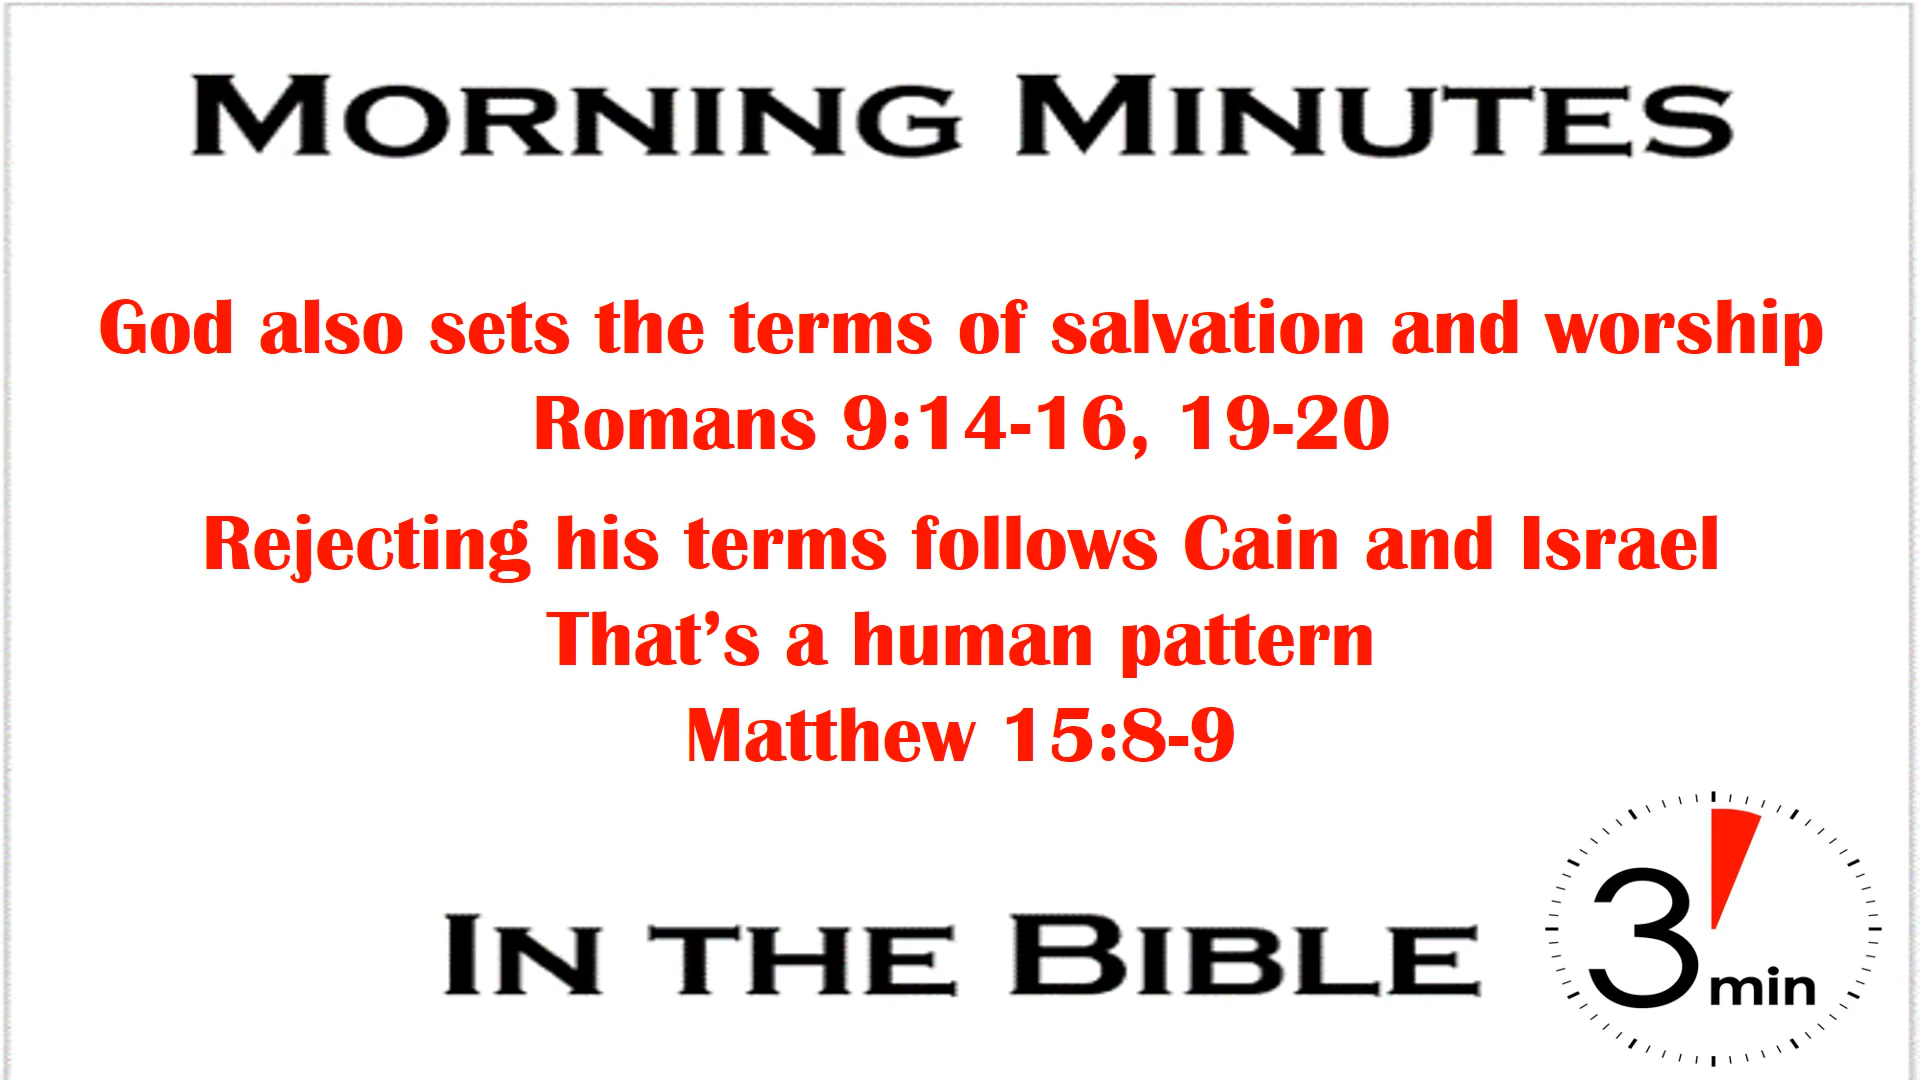 MORNING MINUTES
God also sets the terms of salvation and worship
Romans 9:14-16, 19-20
Rejecting his terms follows Cain and Israel
That’s a human pattern
Matthew 15:8-9
IN THE BIBLE
3 min